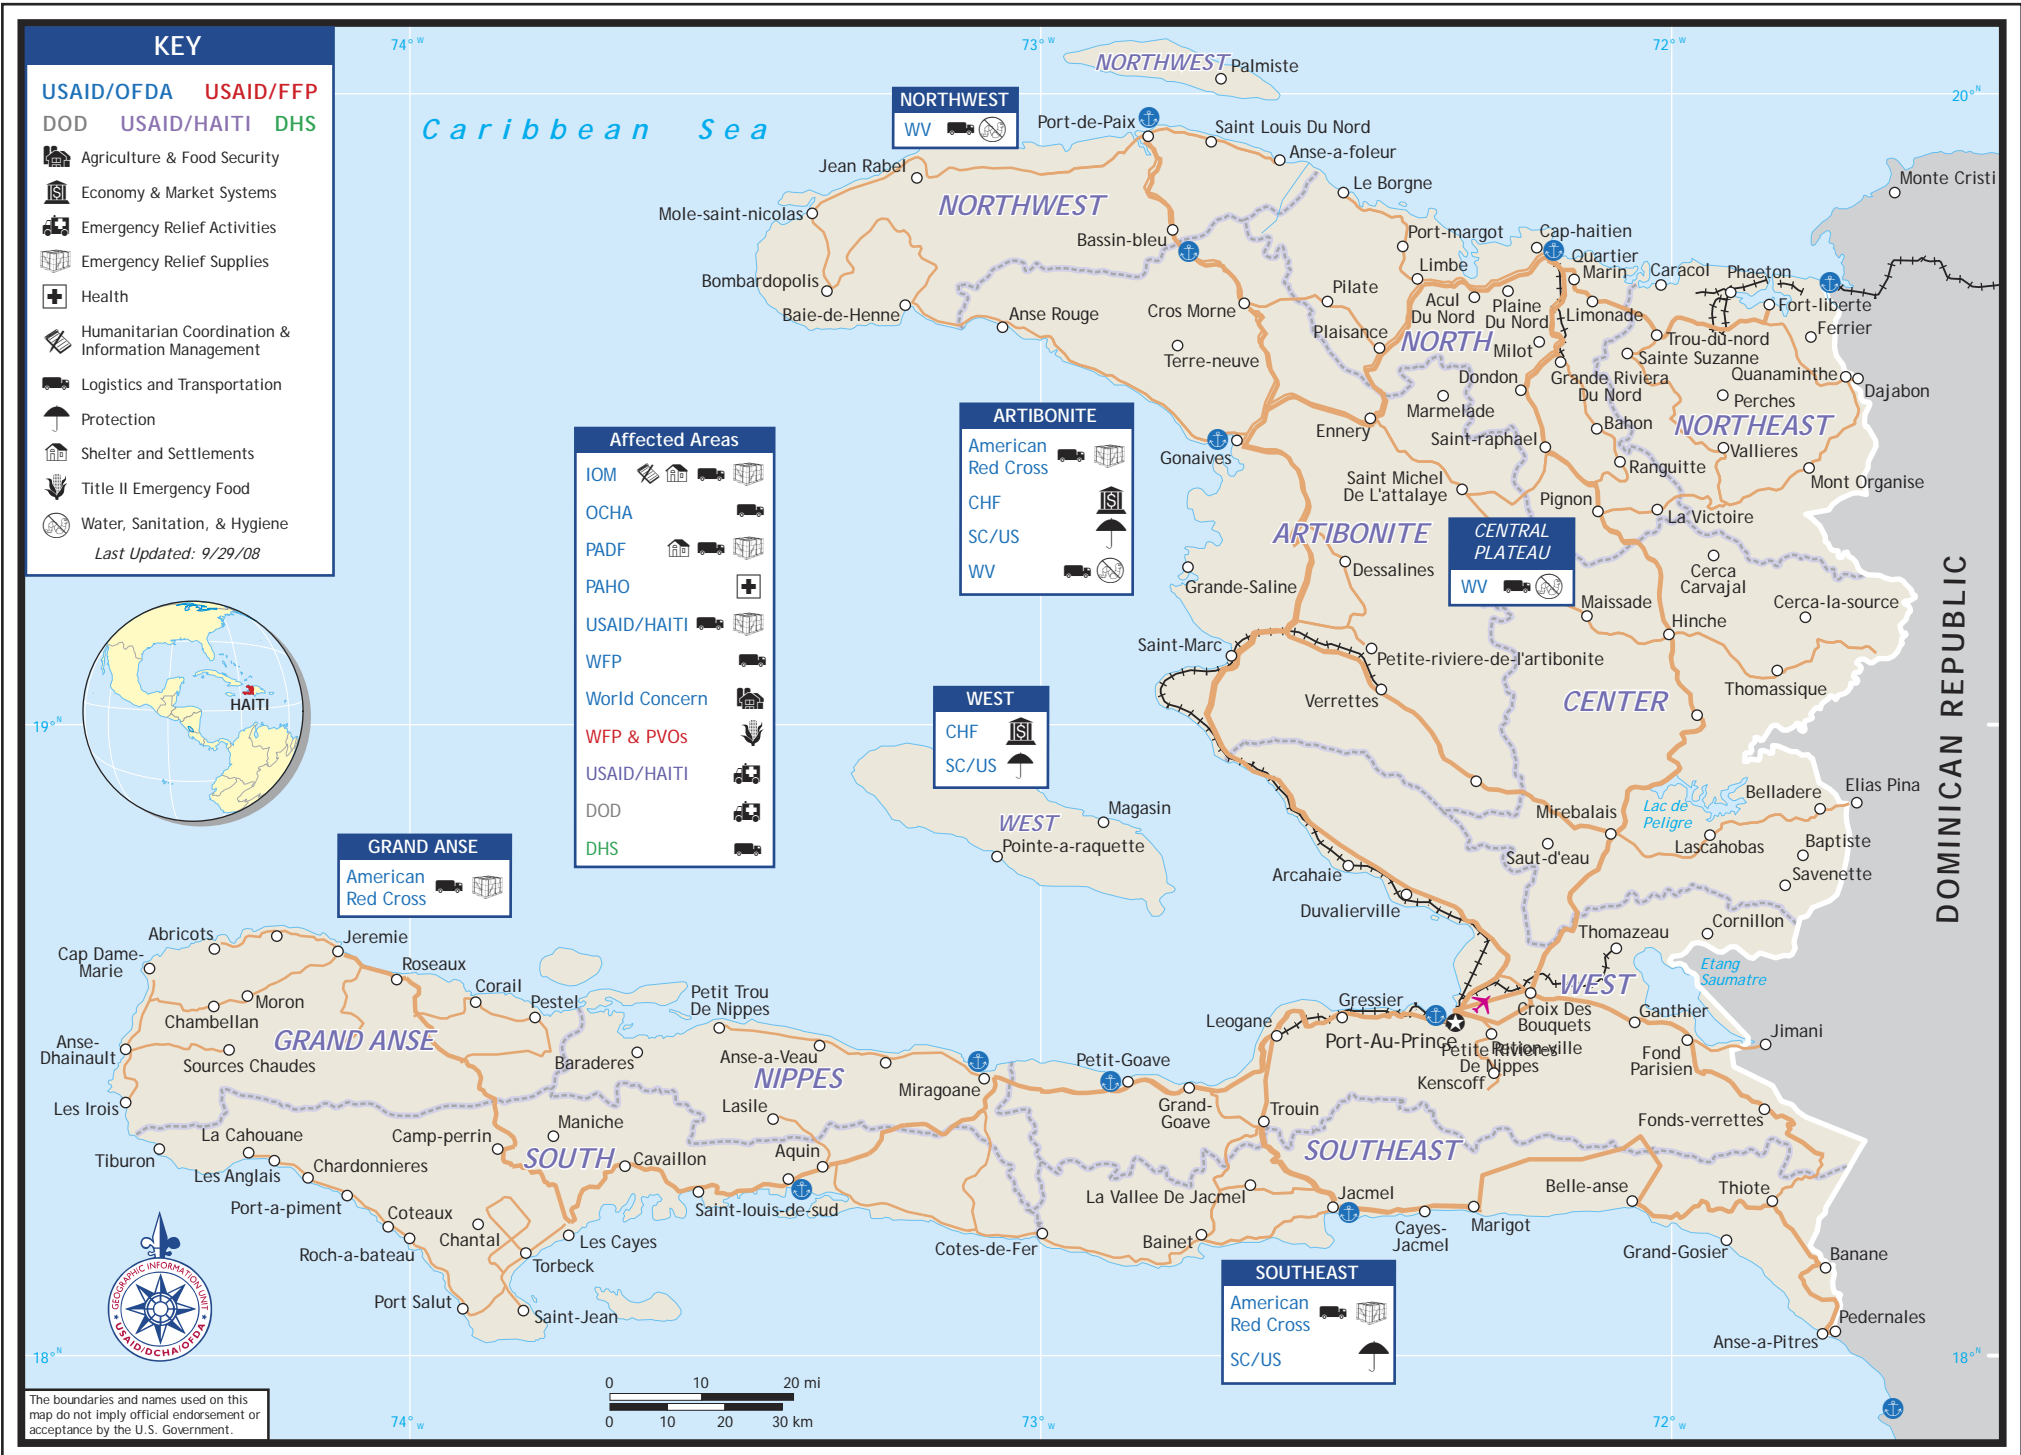 KEY
USAID/OFDA USAID/FFP
DOD USAID/HAITI DHS
Agriculture & Food Security
Economy & Market Systems
Emergency Relief Activities
Emergency Relief Supplies
Health
Humanitarian Coordination &
Information Management
Logistics and Transportation
Protection
Shelter and Settlements
Title II Emergency Food
Water, Sanitation, & Hygiene
Last Updated: 9/29/08
74° W
73° W
72° W
20° N
Caribbean Sea
NORTHWEST
Palmiste
NORTHWEST
WV
Port-de-Paix
Saint Louis Du Nord
Anse-a-foleur
Jean Rabel
Le Borgne
Monte Cristi
Mole-saint-nicolas
NORTHWEST
Bassin-bleu
Port-margot
Cap-haitien
Quartier
Marin
Limbe
Caracol
Phaeton
Bombardopolis
Baie-de-Henne
Anse Rouge
Cros Morne
Pilate
Acul
Du Nord
Plaine
Du Nord
Limonade
Fort-liberte
Ferrier
Plaisance
NORTH
Milot
Trou-du-nord
Sainte Suzanne
Terre-neuve
Dondon
Grande Riviera
Du Nord
Quanaminthe
Dajabon
Marmelade
Perches
Ennery
Bahon
NORTHEAST
Saint-raphael
Vallieres
Gonaives
Ranguitte
Mont Organise
Saint Michel
De L'attalaye
Pignon
La Victoire
ARTIBONITE
American
Red Cross
CHF
SC/US
WV
ARTIBONITE
CENTRAL
PLATEAU
WV
Affected Areas
IOM
OCHA
PADF
PAHO
USAID/HAITI
WFP
World Concern
WFP & PVOs
USAID/HAITI
DOD
DHS
Dessalines
Grande-Saline
Cerca
Carvajal
Maissade
Cerca-la-source
Hinche
Saint-Marc
Petite-riviere-de-l'artibonite
Verrettes
Thomassique
CENTER
DOMINICAN REPUBLIC
HAITI
19° N
WEST
CHF
SC/US
WEST
Magasin
Pointe-a-raquette
Mirebalais
Lac de
Peligre
Belladere
Elias Pina
Saut-d'eau
Lascahobas
Baptiste
Savenette
Arcahaie
Duvalierville
Cornillon
Thomazeau
GRAND ANSE
American
Red Cross
Abricots
Jeremie
Cap Dame-
Marie
Roseaux
Corail
Pestel
Moron
Chambellan
GRAND ANSE
Anse-
Dhainault
Sources Chaudes
Les Irois
Petit Trou
De Nippes
Baraderes
Anse-a-Veau
NIPPES
Miragoane
Petit-Goave
Grand-
Goave
Leogane
Gressier
Port-Au-Prince
WEST
Etang
Saumatre
Croix Des
Bouquets
Ganthier
Jimani
Petion-ville
Petite Rivieres
De Nippes
Kenscoff
Fond
Parisien
Fonds-verrettes
Lasile
Maniche
Camp-perrin
La Cahouane
Tiburon
Les Anglais
Chardonnieres
Port-a-piment
SOUTH
Cavaillon
Aquin
Saint-louis-de-sud
Trouin
SOUTHEAST
La Vallee De Jacmel
Jacmel
Cayes-
Jacmel
Marigot
Belle-anse
Thiote
Bainet
Cotes-de-Fer
Grand-Gosier
Banane
Coteaux
Roch-a-bateau
Chantal
Les Cayes
Torbeck
Port Salut
Saint-Jean
SOUTHEAST
American
Red Cross
SC/US
Pedernales
Anse-a-Pitres
GEOGRAPHIC INFORMATION UNIT
USAID/DCHA/OFDA
18° N
18° N
0 10 20 mi
0 10 20 30 km
The boundaries and names used on this
map do not imply official endorsement or
acceptance by the U.S. Government.
74° W
73° W
72° W